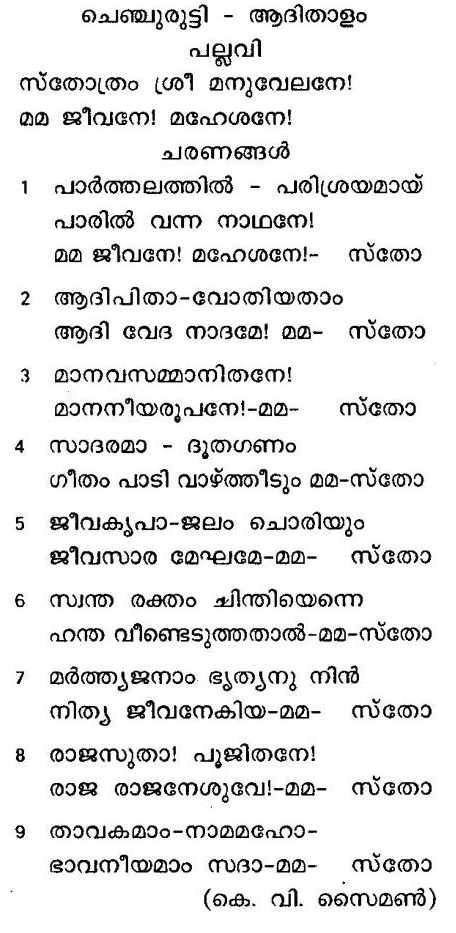 ചെഞ്ചുരുട്ടി - ആദിതാളം
പല്ലവി
സ്തോത്രം ശ്രീ മനുവേലനേ!
മമ ജീവനേ! മഹേശനേ!
ചരണങ്ങൾ
1 പാർത്തലത്തിൽ - പരിശ്രയമായ്
പാരിൽ വന്ന നാഥനേ!
മമ ജീവനേ! മഹേശനേ!- സ്തോ
2 ആദിപിതാ-വോതിയതാം
ആദി വേദ നാദമേ! മമ- സ്തോ
3 മാനവസമ്മാനിതനേ!
മാനനീയരൂപനേ!-മമ- സ്തോ
4 സാദരമാ - ദൂതഗണം
ഗീതം പാടി വാഴ്ത്തീടും മമ-സ്തോ
5 ജീവകൃപാ-ജലം ചൊരിയും
ജീവസാര മേഘമേ-മമ- സ്തോ
6 സ്വന്ത രക്തം ചിന്തിയെന്നെ
ഹന്ത വീണ്ടെടുത്തതാൽ-മമ-സ്തോ
7 മർത്ത്യജനാം ഭൃത്യനു നിൻ
നിത്യ ജീവനേകിയ-മമ- സ്തോ
8 രാജസുതാ! പൂജിതനേ!
രാജ രാജനേശുവേ!-മമ- സ്തോ
9 താവകമാം-നാമമഹോ-
ഭാവനീയമാം സദാ-മമ- സ്തോ
(കെ. വി. സൈമൺ)